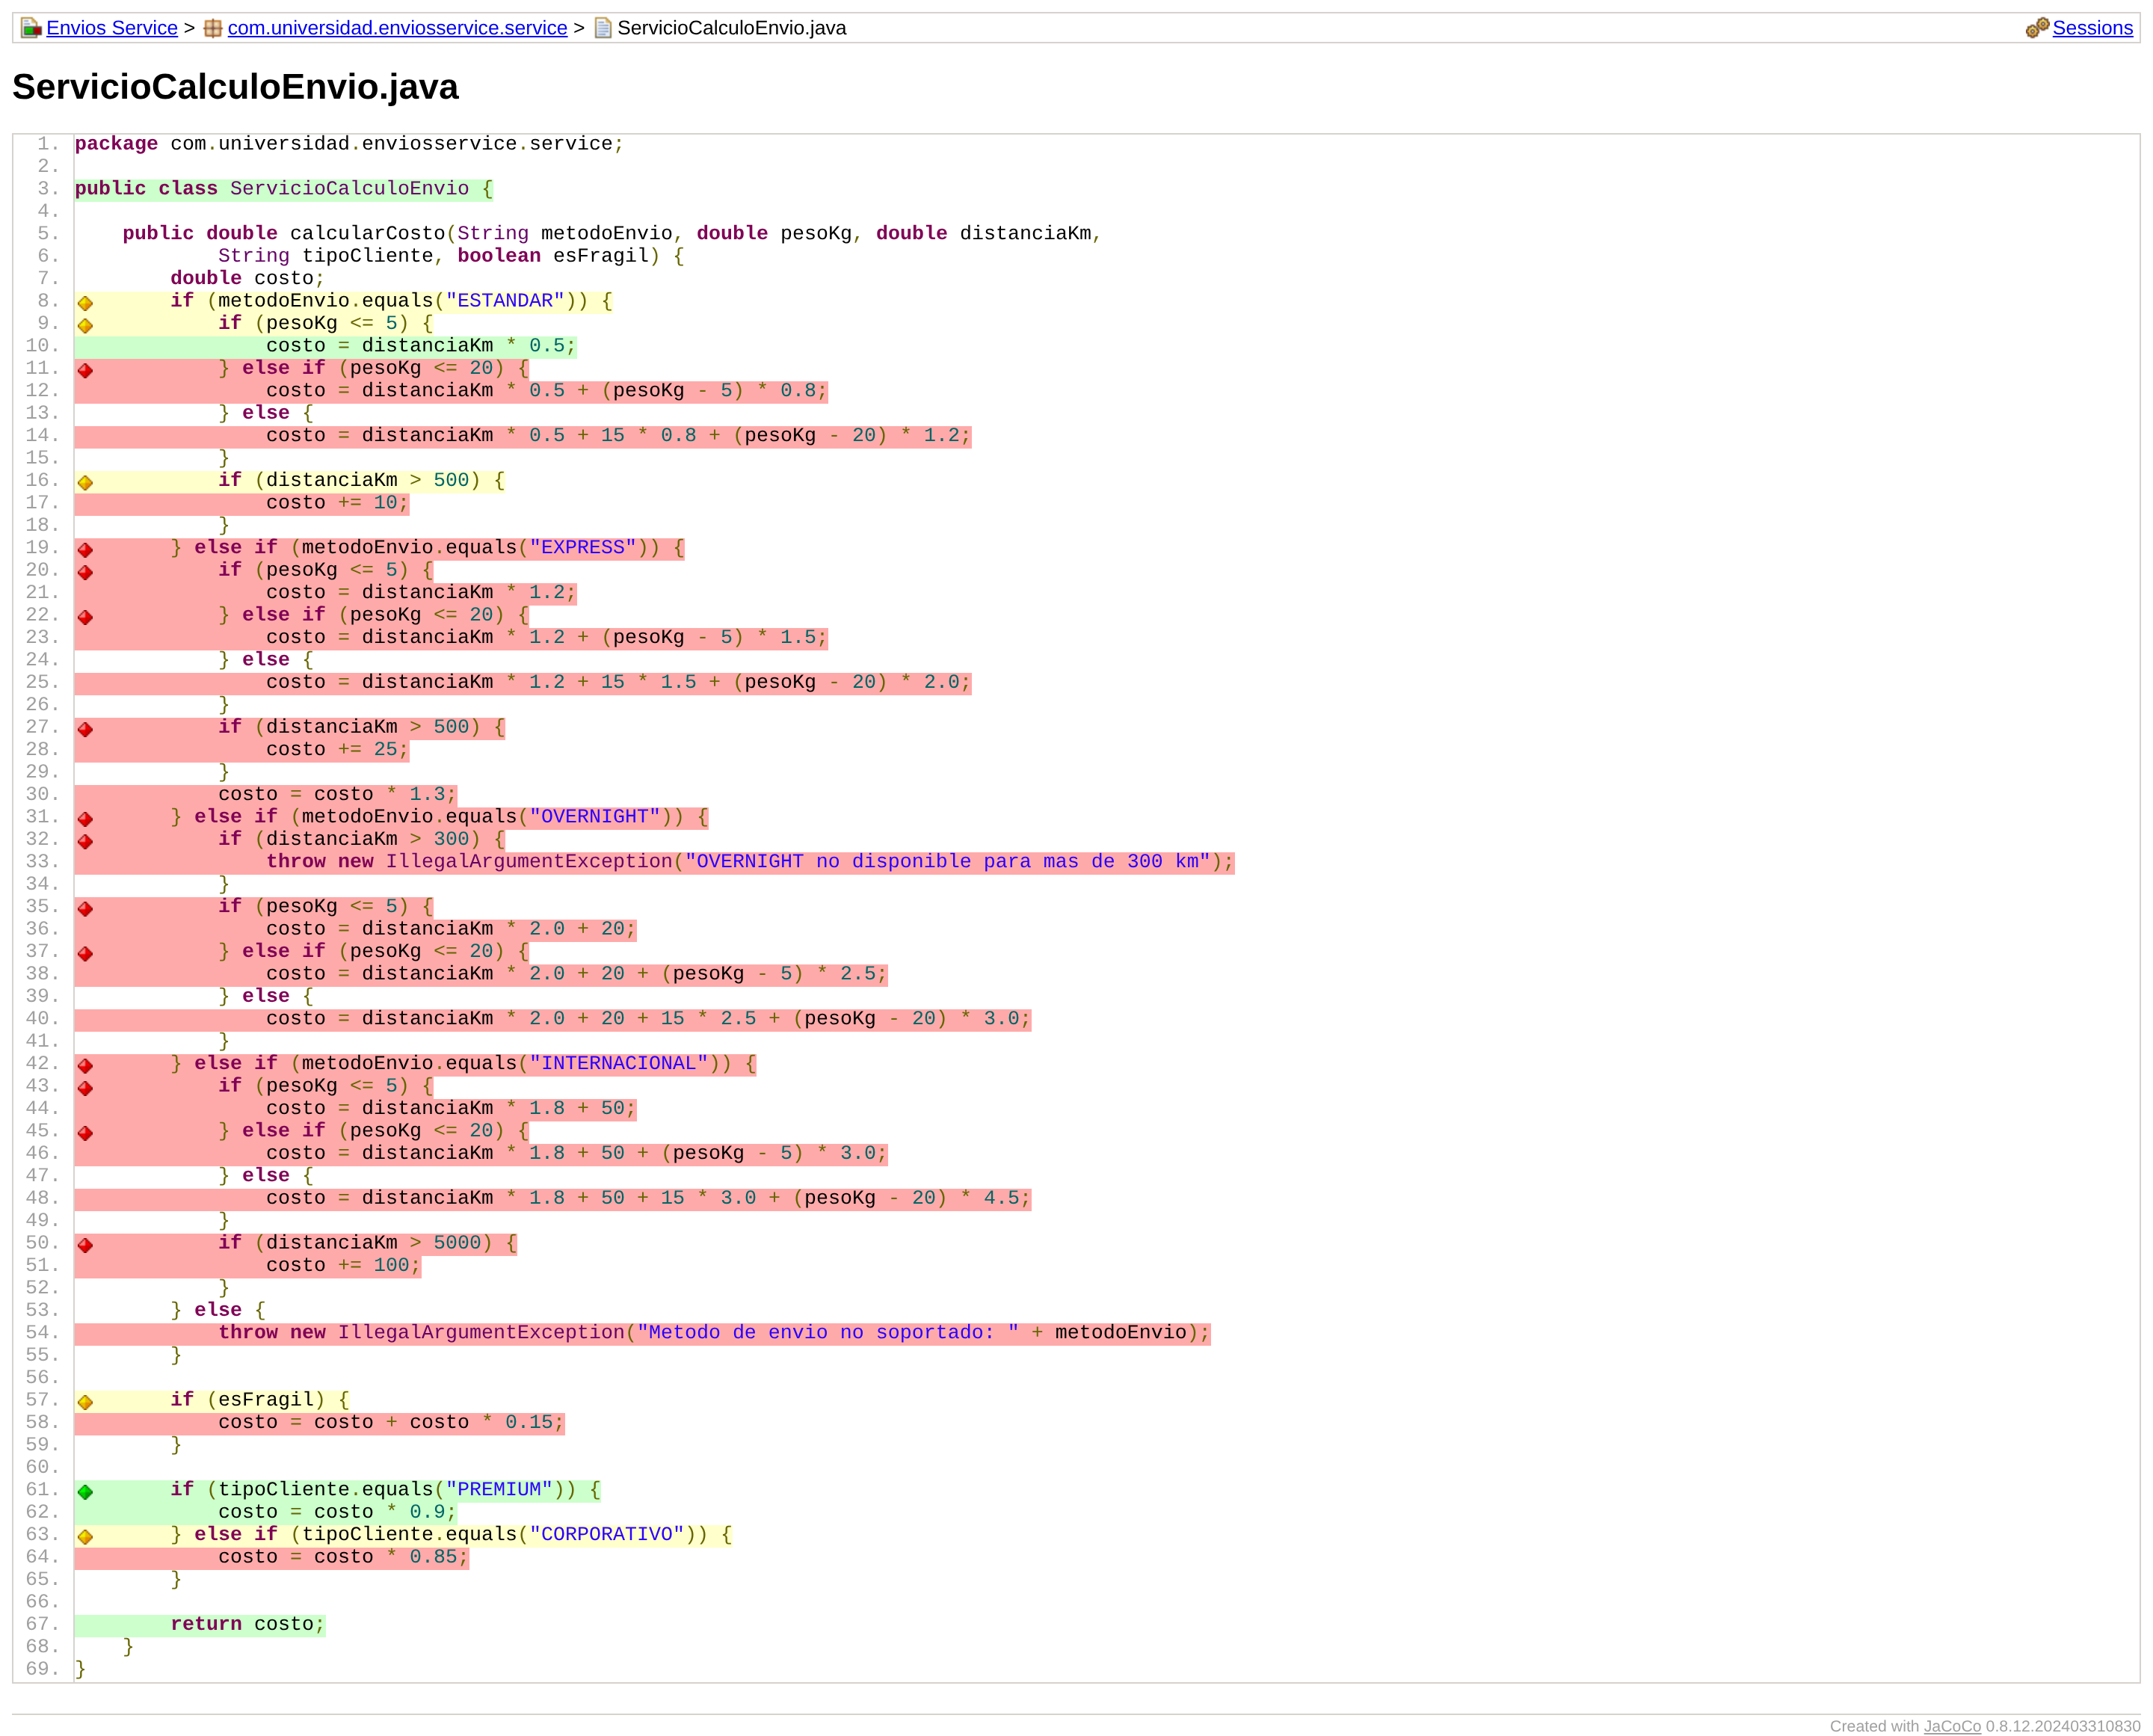 Envios Service > com.universidad.enviosservice.service > ServicioCalculoEnvio.java Sessions
ServicioCalculoEnvio.java
1. package com.universidad.enviosservice.service;
2.
3. public class ServicioCalculoEnvio {
4.
5.     public double calcularCosto(String metodoEnvio, double pesoKg, double distanciaKm,
6.             String tipoCliente, boolean esFragil) {
7.         double costo;
8.         if (metodoEnvio.equals("ESTANDAR")) {
9.             if (pesoKg <= 5) {
10.                 costo = distanciaKm * 0.5;
11.             } else if (pesoKg <= 20) {
12.                 costo = distanciaKm * 0.5 + (pesoKg - 5) * 0.8;
13.             } else {
14.                 costo = distanciaKm * 0.5 + 15 * 0.8 + (pesoKg - 20) * 1.2;
15.             }
16.             if (distanciaKm > 500) {
17.                 costo += 10;
18.             }
19.         } else if (metodoEnvio.equals("EXPRESS")) {
20.             if (pesoKg <= 5) {
21.                 costo = distanciaKm * 1.2;
22.             } else if (pesoKg <= 20) {
23.                 costo = distanciaKm * 1.2 + (pesoKg - 5) * 1.5;
24.             } else {
25.                 costo = distanciaKm * 1.2 + 15 * 1.5 + (pesoKg - 20) * 2.0;
26.             }
27.             if (distanciaKm > 500) {
28.                 costo += 25;
29.             }
30.             costo = costo * 1.3;
31.         } else if (metodoEnvio.equals("OVERNIGHT")) {
32.             if (distanciaKm > 300) {
33.                 throw new IllegalArgumentException("OVERNIGHT no disponible para mas de 300 km");
34.             }
35.             if (pesoKg <= 5) {
36.                 costo = distanciaKm * 2.0 + 20;
37.             } else if (pesoKg <= 20) {
38.                 costo = distanciaKm * 2.0 + 20 + (pesoKg - 5) * 2.5;
39.             } else {
40.                 costo = distanciaKm * 2.0 + 20 + 15 * 2.5 + (pesoKg - 20) * 3.0;
41.             }
42.         } else if (metodoEnvio.equals("INTERNACIONAL")) {
43.             if (pesoKg <= 5) {
44.                 costo = distanciaKm * 1.8 + 50;
45.             } else if (pesoKg <= 20) {
46.                 costo = distanciaKm * 1.8 + 50 + (pesoKg - 5) * 3.0;
47.             } else {
48.                 costo = distanciaKm * 1.8 + 50 + 15 * 3.0 + (pesoKg - 20) * 4.5;
49.             }
50.             if (distanciaKm > 5000) {
51.                 costo += 100;
52.             }
53.         } else {
54.             throw new IllegalArgumentException("Metodo de envio no soportado: " + metodoEnvio);
55.         }
56.
57.         if (esFragil) {
58.             costo = costo + costo * 0.15;
59.         }
60.
61.         if (tipoCliente.equals("PREMIUM")) {
62.             costo = costo * 0.9;
63.         } else if (tipoCliente.equals("CORPORATIVO")) {
64.             costo = costo * 0.85;
65.         }
66.
67.         return costo;
68.     }
69. }
Created with JaCoCo 0.8.12.202403310830